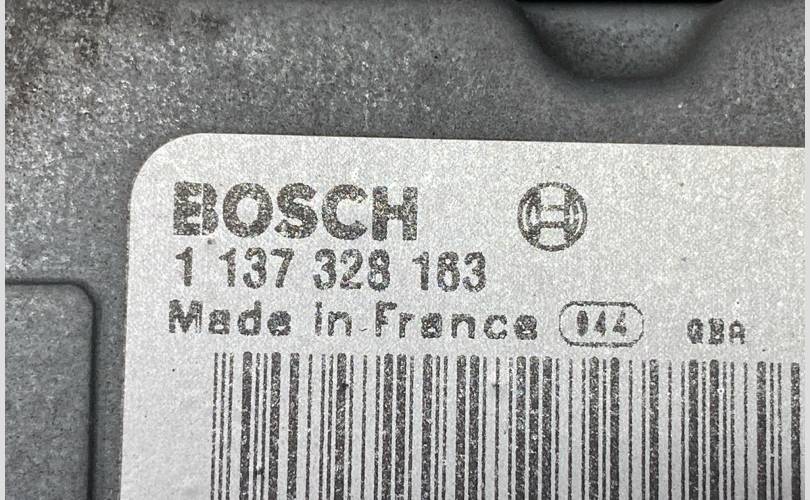 BOSCH
1 137 328 163
Made in France 044 QBA